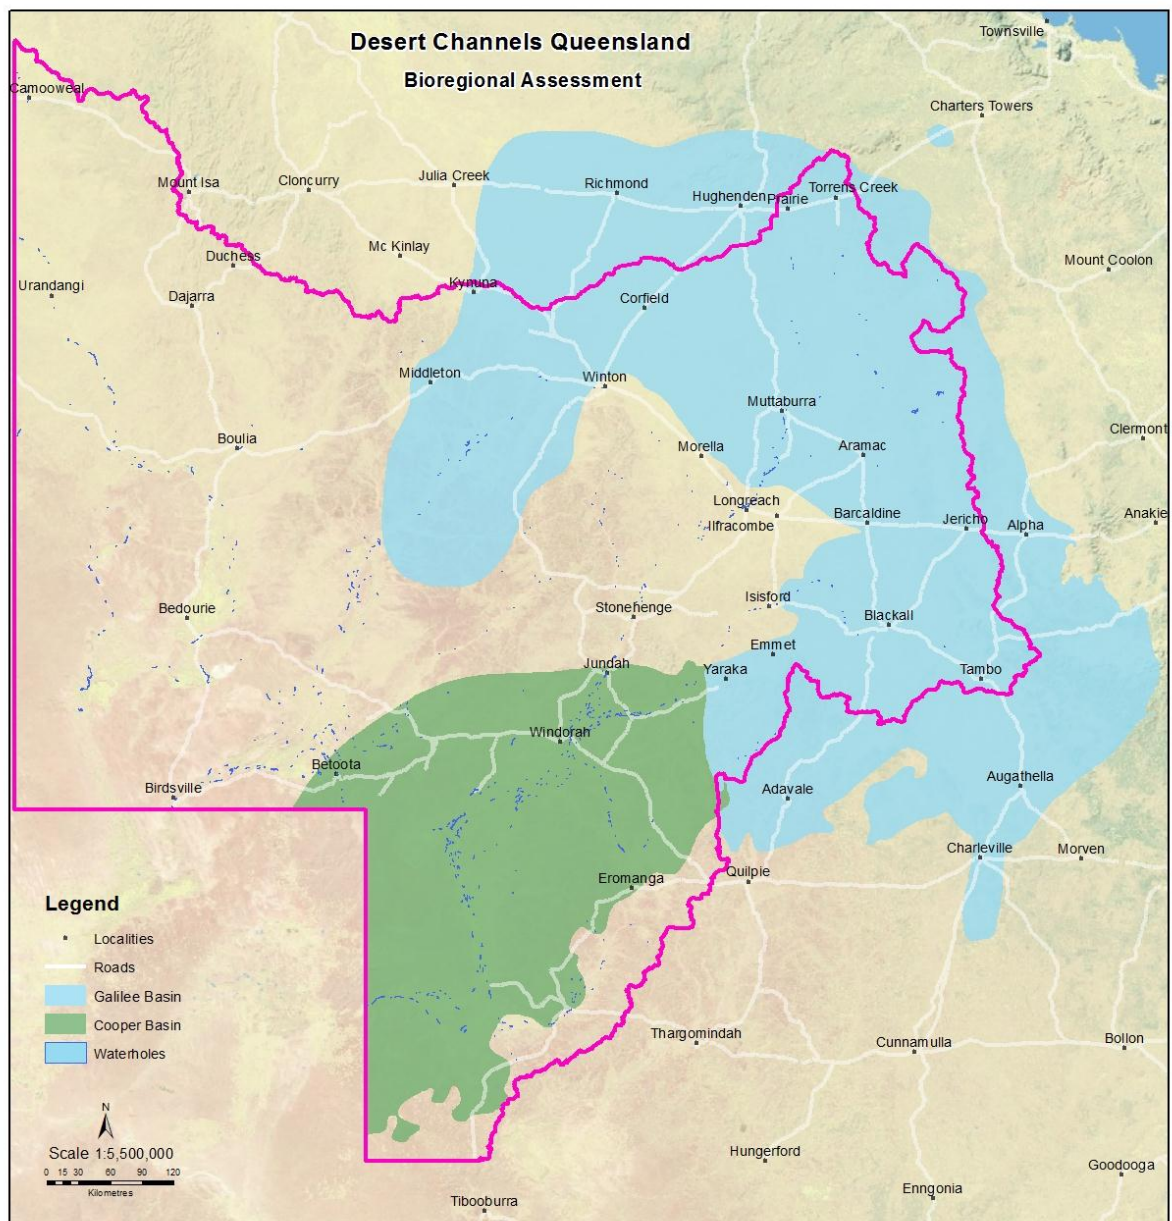 Desert Channels Queensland
Bioregional Assessment
Townsville
Camooweal
Charters Towers
Mount Isa
Cloncurry
Julia Creek
Richmond
Hughenden
Prairie
Torrens Creek
Mc Kinlay
Duchess
Mount Coolon
Urandangi
Dajarra
Kynuna
Corfield
Middleton
Winton
Muttaburra
Clermont
Boulia
Morella
Aramac
Longreach
Ilfracombe
Barcaldine
Jericho
Alpha
Anakie
Bedourie
Stonehenge
Isisford
Blackall
Emmet
Jundah
Yaraka
Tambo
Windorah
Betoota
Birdsville
Adavale
Augathella
Charleville
Morven
Eromanga
Quilpie
Legend
Localities
Roads
Galilee Basin
Cooper Basin
Waterholes
Thargomindah
Cunnamulla
Bollon
N
Scale 1:5,500,000
0 15 30 60 90 120
Kilometres
Hungerford
Goodooga
Enngonia
Tibooburra